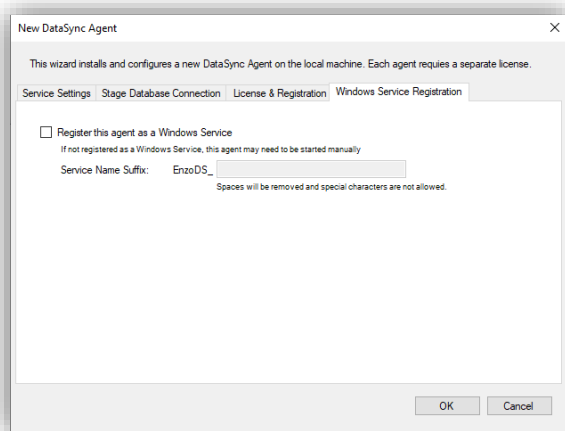 New DataSync Agent
This wizard installs and configures a new DataSync Agent on the local machine. Each agent requies a separate license.
Service Settings Stage Database Connection License & Registration Windows Service Registration
Register this agent as a Windows Service
If not registered as a Windows Service, this agent may need to be started manually
Service Name Suffix: EnzoDS_
Spaces will be removed and special characters are not allowed.
OK Cancel